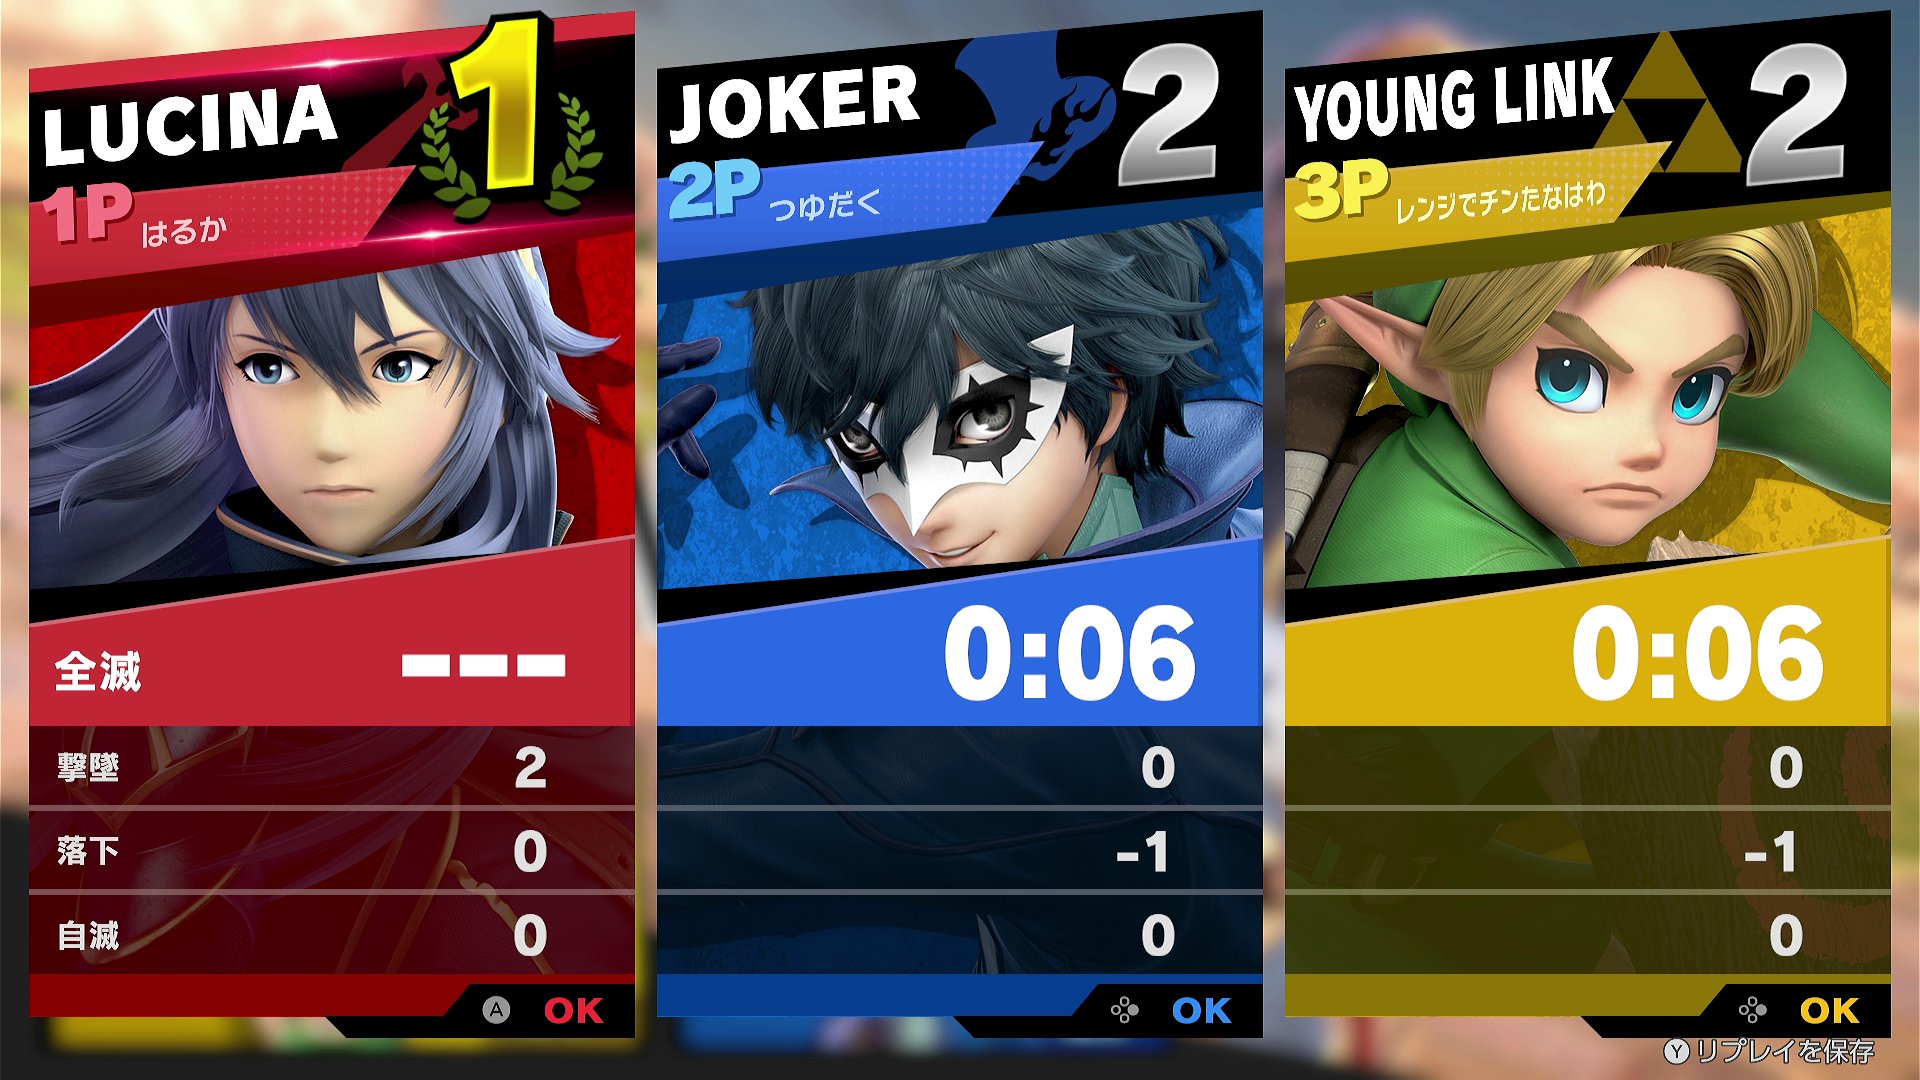 LUCINA
1
1P はるか
全滅 ---
撃墜 2
落下 0
自滅 0
A OK
JOKER
2
2P つゆだく
0:06
0
-1
0
OK
YOUNG LINK
2
3P レンジでチンたなはわ
0:06
0
-1
0
OK
Y リプレイを保存